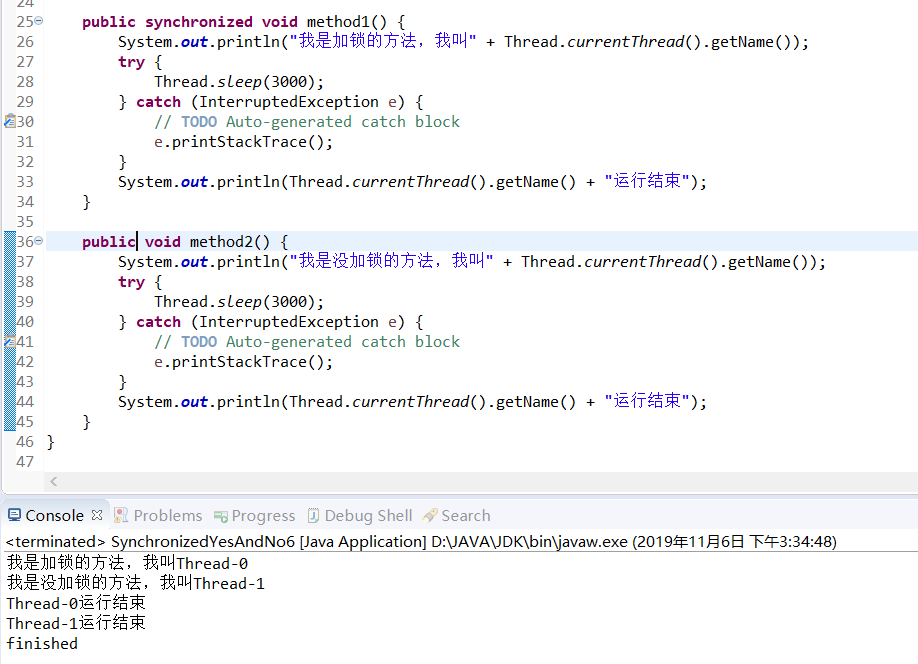 24
25 public synchronized void method1() {
26 System.out.println("我是加锁的方法，我叫" + Thread.currentThread().getName());
27 try {
28 Thread.sleep(3000);
29 } catch (InterruptedException e) {
30 // TODO Auto-generated catch block
31 e.printStackTrace();
32 }
33 System.out.println(Thread.currentThread().getName() + "运行结束");
34 }
35
36 public void method2() {
37 System.out.println("我是没加锁的方法，我叫" + Thread.currentThread().getName());
38 try {
39 Thread.sleep(3000);
40 } catch (InterruptedException e) {
41 // TODO Auto-generated catch block
42 e.printStackTrace();
43 }
44 System.out.println(Thread.currentThread().getName() + "运行结束");
45 }
46 }
47
Console Problems Progress Debug Shell Search
<terminated> SynchronizedYesAndNo6 [Java Application] D:\JAVA\JDK\bin\javaw.exe (2019年11月6日 下午3:34:48)
我是加锁的方法，我叫Thread-0
我是没加锁的方法，我叫Thread-1
Thread-0运行结束
Thread-1运行结束
finished